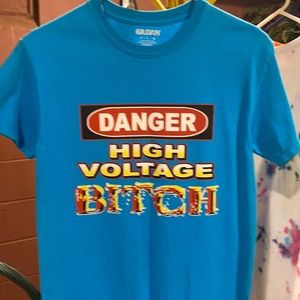 GILDAN
DANGER
HIGH
VOLTAGE
BITCH